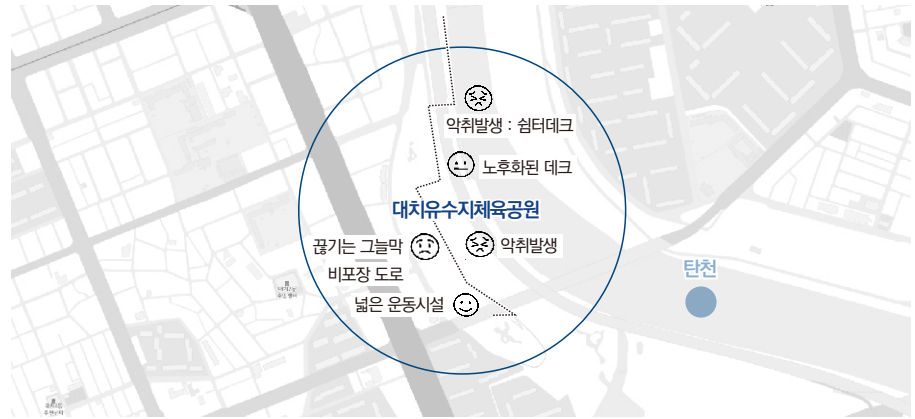 악취발생 : 쉼터데크
노후화된 데크
대치유수지체육공원
끊기는 그늘막
악취발생
비포장 도로
넓은 운동시설
탄천